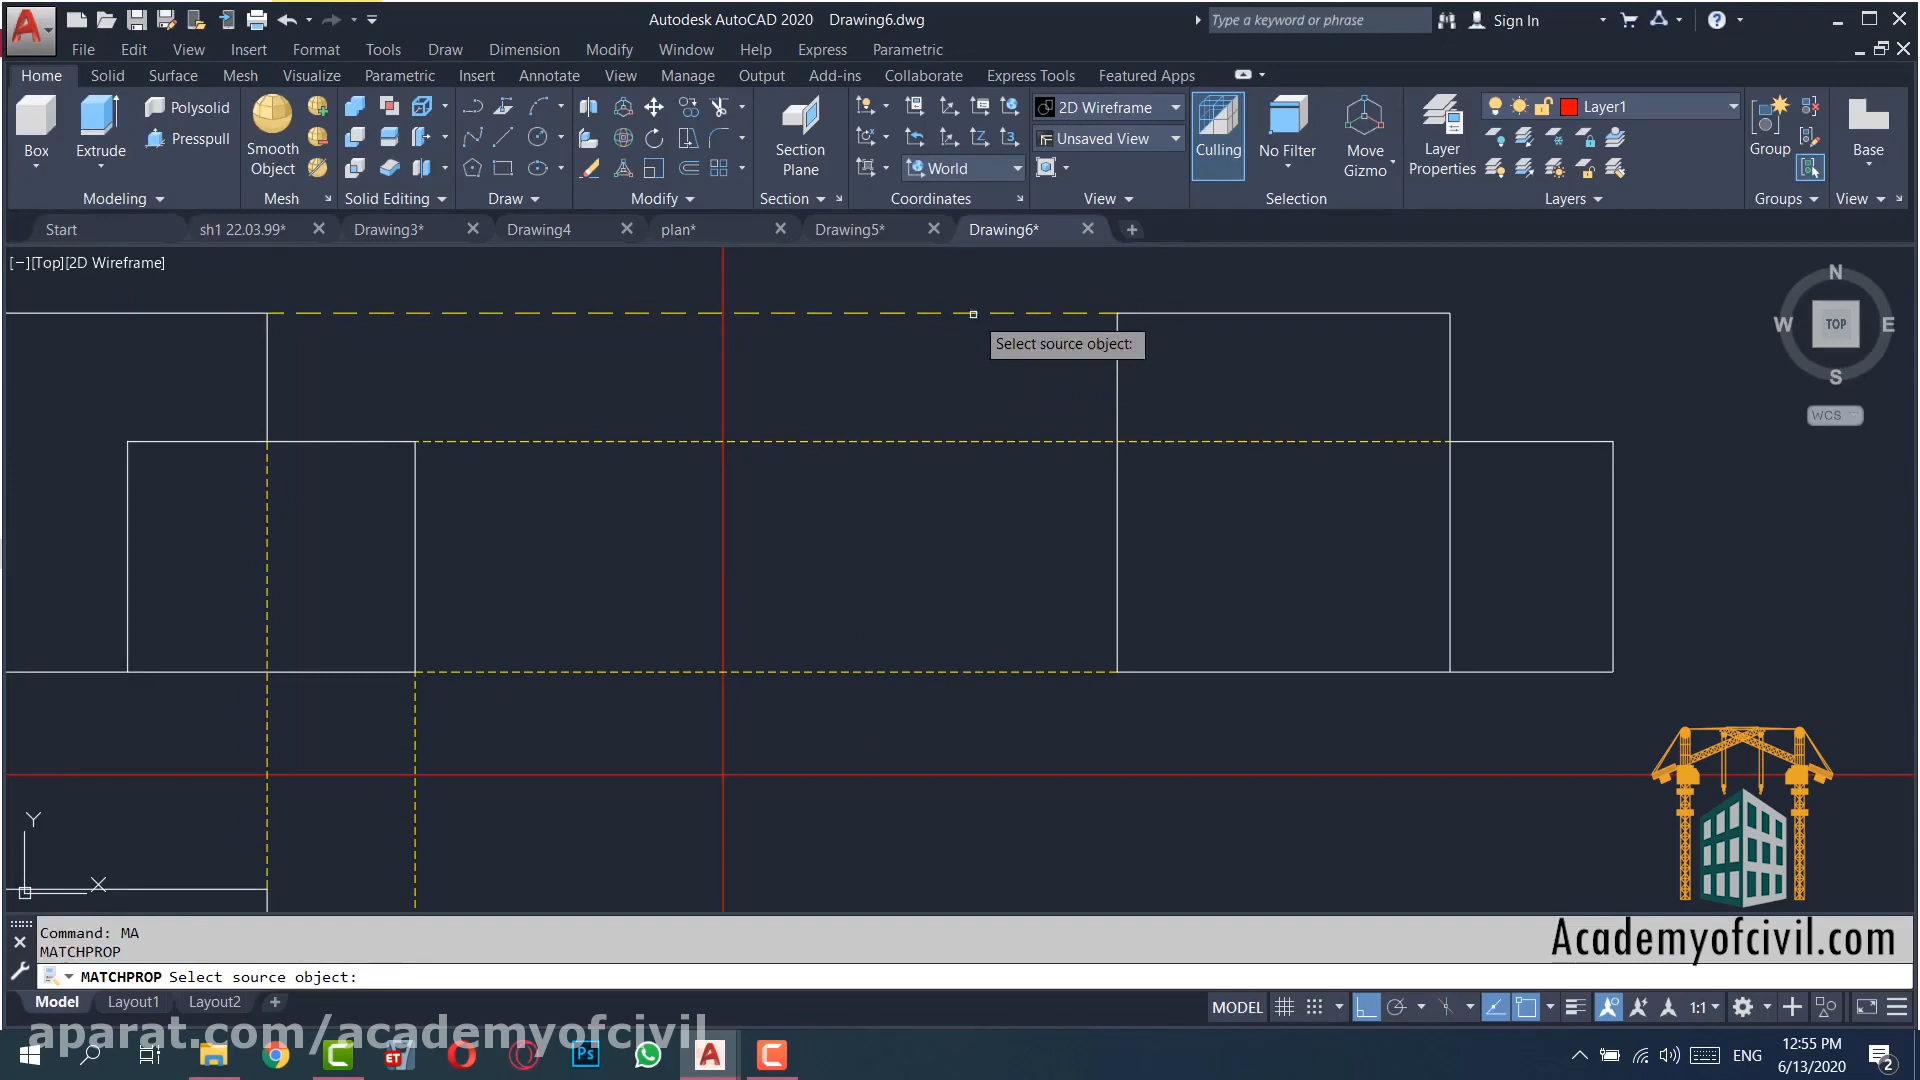 Autodesk AutoCAD 2020 Drawing6.dwg
Type a keyword or phrase
Sign In
File Edit View Insert Format Tools Draw Dimension Modify Window Help Express Parametric
Home Solid Surface Mesh Visualize Parametric Insert Annotate View Manage Output Add-ins Collaborate Express Tools Featured Apps
Box
Extrude
Polysolid
Presspull
Smooth
Object
Section
Plane
World
2D Wireframe
Unsaved View
Culling
No Filter
Move
Gizmo
Layer
Properties
Layer1
Group
Base
Modeling Mesh Solid Editing Draw Modify Section Coordinates View Selection Layers Groups View
Start sh1 22.03.99* Drawing3* Drawing4 plan* Drawing5* Drawing6*
[−][Top][2D Wireframe]
N
W TOP E
S
WCS
Select source object:
Y
X
Command: MA
MATCHPROP
MATCHPROP Select source object:
Academyofcivil.com
Model Layout1 Layout2
MODEL
1:1
aparat.com/academyofcivil
ET
Ps
ENG
12:55 PM
6/13/2020
2